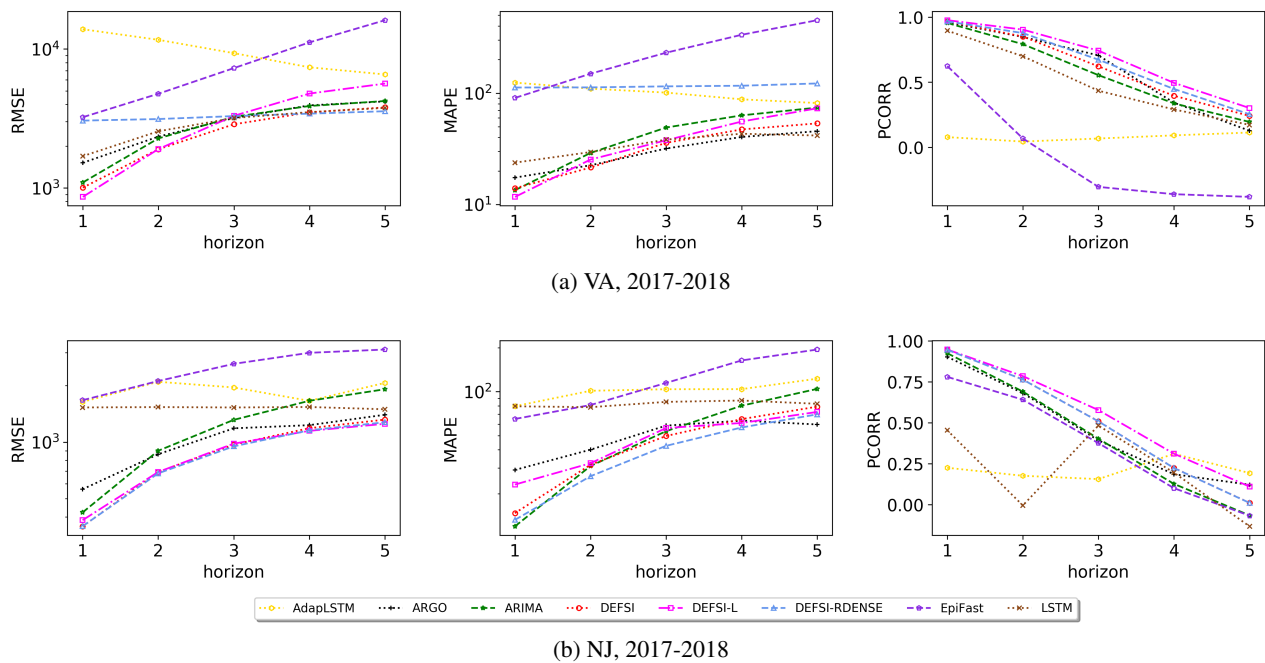 RMSE
10^4
10^3
1 2 3 4 5
horizon
MAPE
10^2
10^1
1 2 3 4 5
horizon
PCORR
1.0
0.5
0.0
1 2 3 4 5
horizon
(a) VA, 2017-2018
RMSE
10^3
1 2 3 4 5
horizon
MAPE
10^2
1 2 3 4 5
horizon
PCORR
1.00
0.75
0.50
0.25
0.00
1 2 3 4 5
horizon
AdapLSTM ARGO ARIMA DEFSI DEFSI-L DEFSI-RDENSE EpiFast LSTM
(b) NJ, 2017-2018